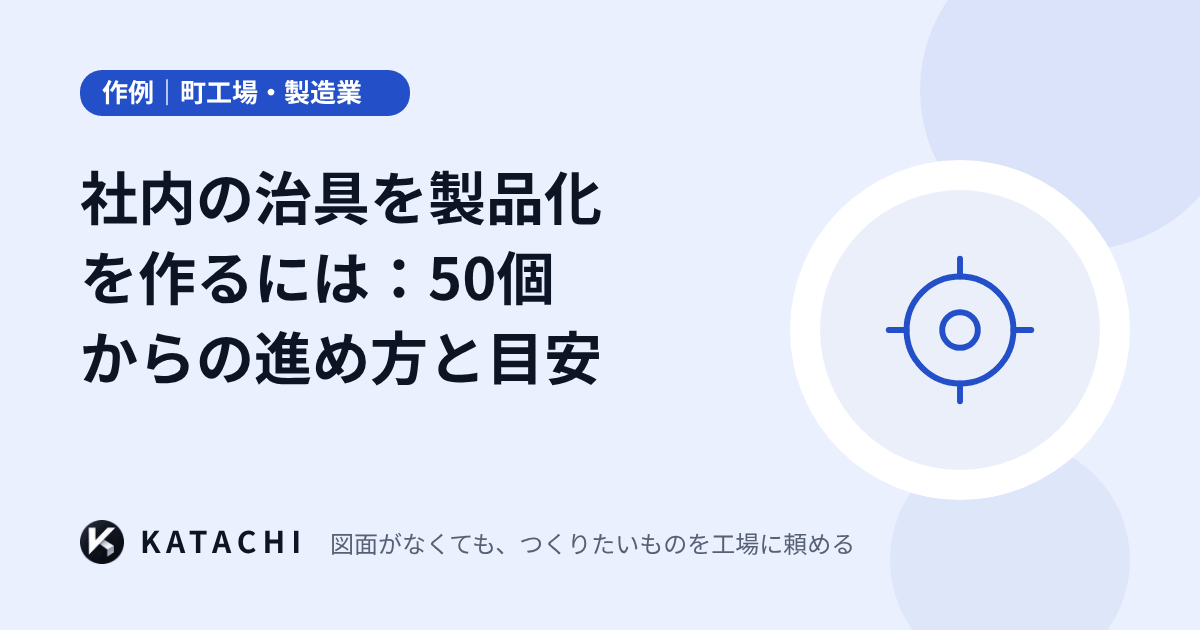 作例｜町工場・製造業
社内の治具を製品化
を作るには：50個
からの進め方と目安
KATACHI 図面がなくても、つくりたいものを工場に頼める